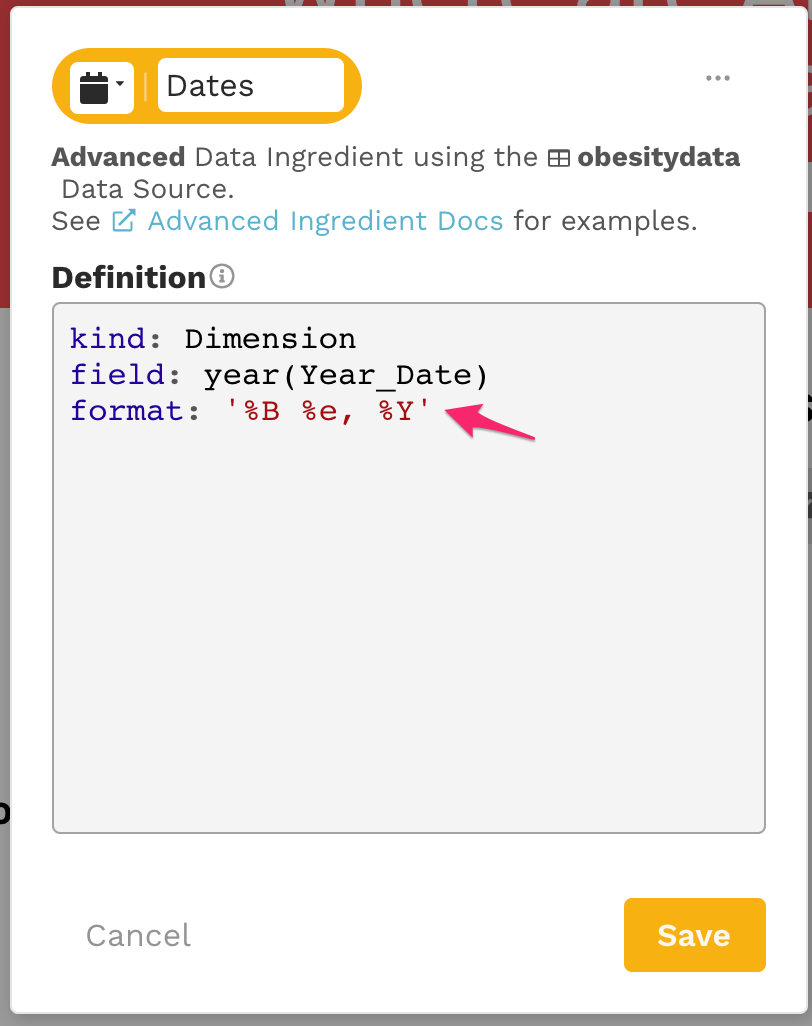 Dates
Advanced Data Ingredient using the obesitydata
Data Source.
See Advanced Ingredient Docs for examples.
Definition
kind: Dimension
field: year(Year_Date)
format: '%B %e, %Y'
Cancel
Save